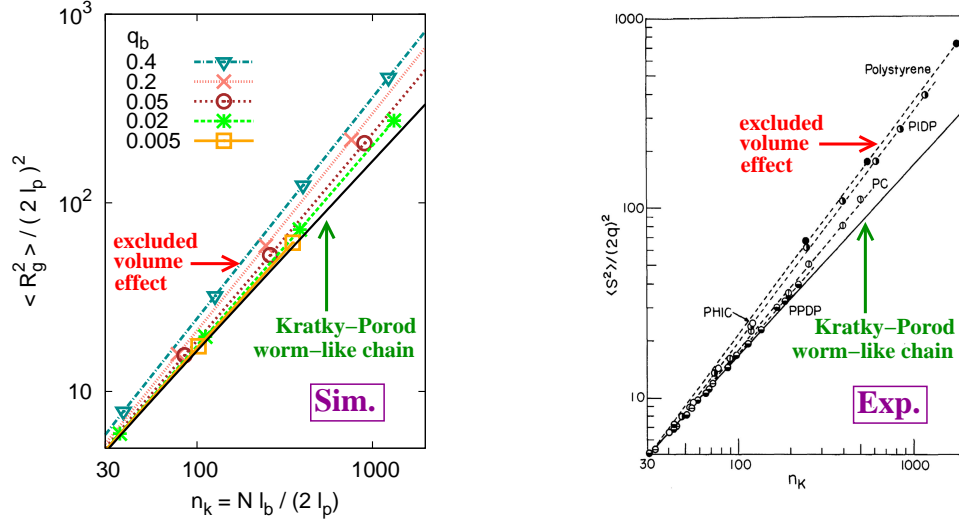 10³
10²
10
< R_g² > / ( 2 l_p )²
q_b
0.4
0.2
0.05
0.02
0.005
excluded
volume
effect
Kratky–Porod
worm–like chain
Sim.
30
100
1000
n_k = N l_b / (2 l_p)
1000
100
10
⟨S²⟩/(2q)²
Polystyrene
PIDP
PC
excluded
volume
effect
PHIC
PPDP
Kratky–Porod
worm–like chain
Exp.
30
100
1000
n_K